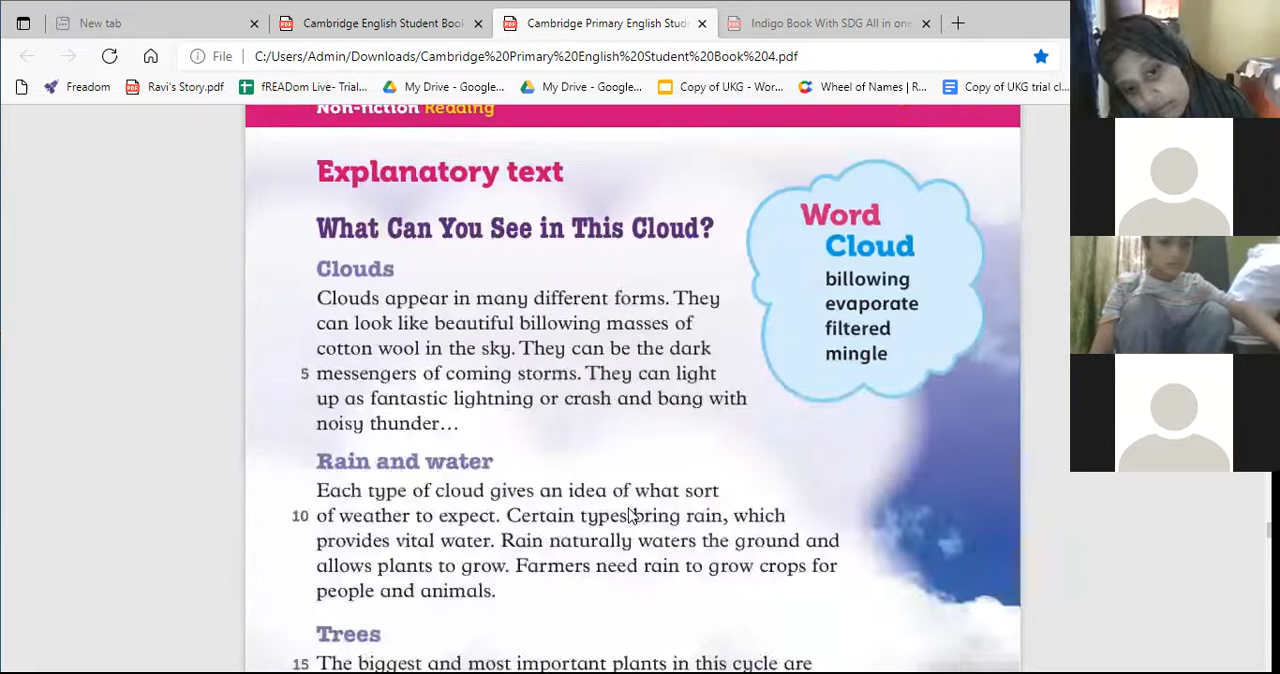 New tab
Cambridge English Student Book
Cambridge Primary English Stud
Indigo Book With SDG All in one
File
C:/Users/Admin/Downloads/Cambridge%20Primary%20English%20Student%20Book%204.pdf
Freadom
Ravi's Story.pdf
fREADom Live- Trial...
My Drive - Google...
My Drive - Google...
Copy of UKG - Wor...
Wheel of Names | R...
Copy of UKG trial cl...
Non-fiction Reading
Explanatory text
What Can You See in This Cloud?
Clouds
Clouds appear in many different forms. They
can look like beautiful billowing masses of
cotton wool in the sky. They can be the dark
5 messengers of coming storms. They can light
up as fantastic lightning or crash and bang with
noisy thunder...
Rain and water
Each type of cloud gives an idea of what sort
10 of weather to expect. Certain types bring rain, which
provides vital water. Rain naturally waters the ground and
allows plants to grow. Farmers need rain to grow crops for
people and animals.
Trees
15 The biggest and most important plants in this cycle are
Word
Cloud
billowing
evaporate
filtered
mingle